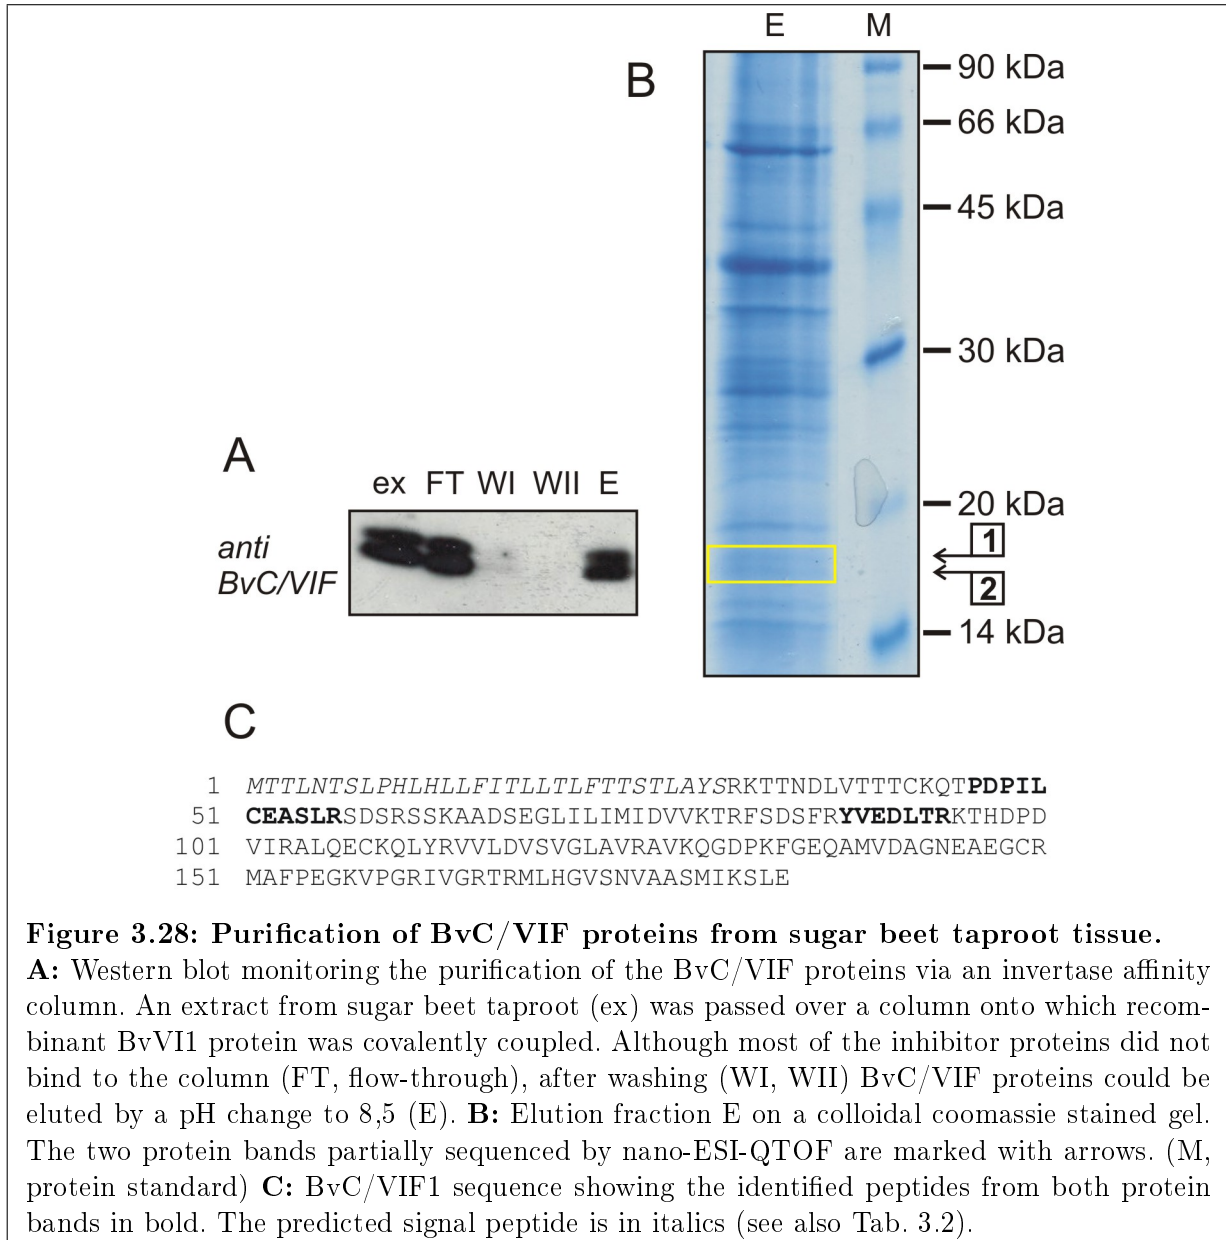 E M
B
90 kDa
66 kDa
45 kDa
30 kDa
20 kDa
1
2
14 kDa
A
ex FT WI WII E
anti
BvC/VIF
C
1 MTTLNTSLPHLHLLFITLLTLFTTSTLAYSRKTTNDLVTTTCKQTPDPIL
51 CEASLRSDSRSSKAADSEGLILIMIDVVKTRFSDSFRYVEDLTRKTHDPD
101 VIRALQECKQLYRVVLDVSVGLAVRAVKQGDPKFGEQAMVDAGNEAEGCR
151 MAFPEGKVPGRIVGRTRMLHGVSNVAASMIKSLE
Figure 3.28: Purification of BvC/VIF proteins from sugar beet taproot tissue.
A: Western blot monitoring the purification of the BvC/VIF proteins via an invertase affinity
column. An extract from sugar beet taproot (ex) was passed over a column onto which recom-
binant BvVI1 protein was covalently coupled. Although most of the inhibitor proteins did not
bind to the column (FT, flow-through), after washing (WI, WII) BvC/VIF proteins could be
eluted by a pH change to 8,5 (E). B: Elution fraction E on a colloidal coomassie stained gel.
The two protein bands partially sequenced by nano-ESI-QTOF are marked with arrows. (M,
protein standard) C: BvC/VIF1 sequence showing the identified peptides from both protein
bands in bold. The predicted signal peptide is in italics (see also Tab. 3.2).